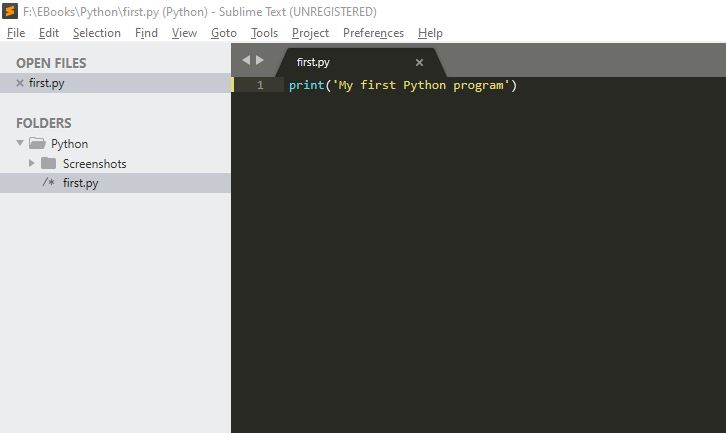 F:\EBooks\Python\first.py (Python) - Sublime Text (UNREGISTERED)
File Edit Selection Find View Goto Tools Project Preferences Help
OPEN FILES
first.py
FOLDERS
Python
Screenshots
/* first.py
first.py
1 print('My first Python program')